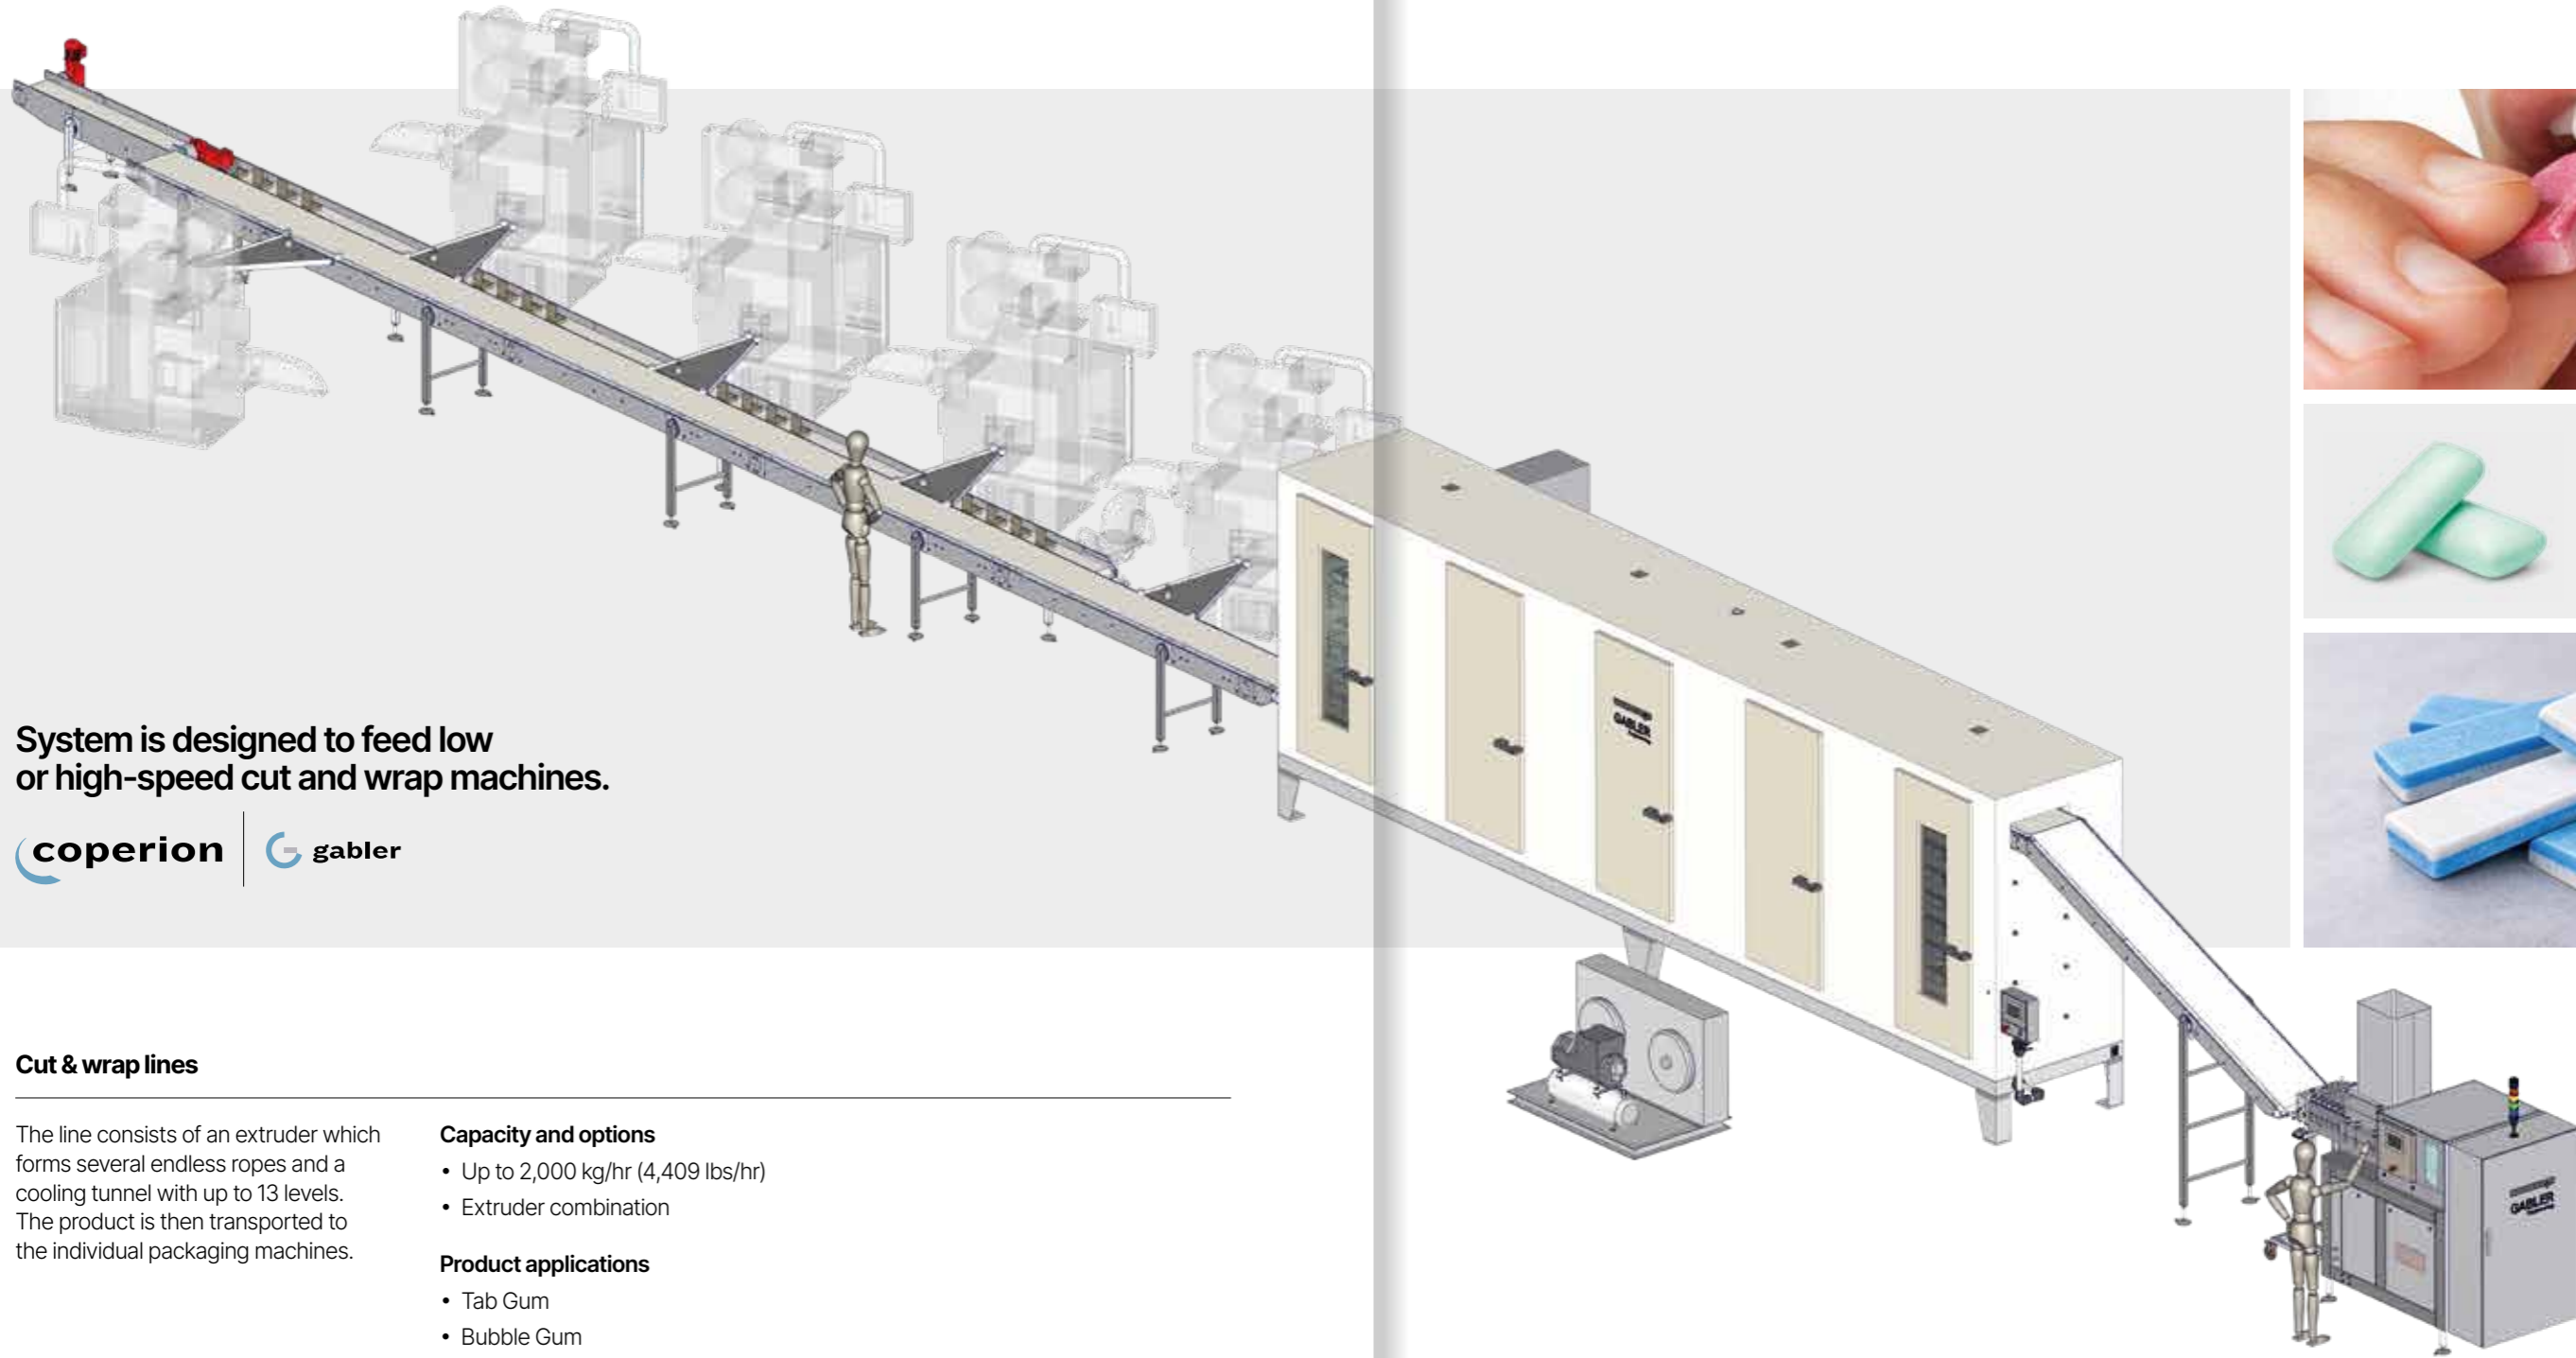 System is designed to feed low
or high-speed cut and wrap machines.
coperion
gabler
Cut & wrap lines
The line consists of an extruder which
forms several endless ropes and a
cooling tunnel with up to 13 levels.
The product is then transported to
the individual packaging machines.
Capacity and options
• Up to 2,000 kg/hr (4,409 lbs/hr)
• Extruder combination
Product applications
• Tab Gum
• Bubble Gum
GABLER
GABLER